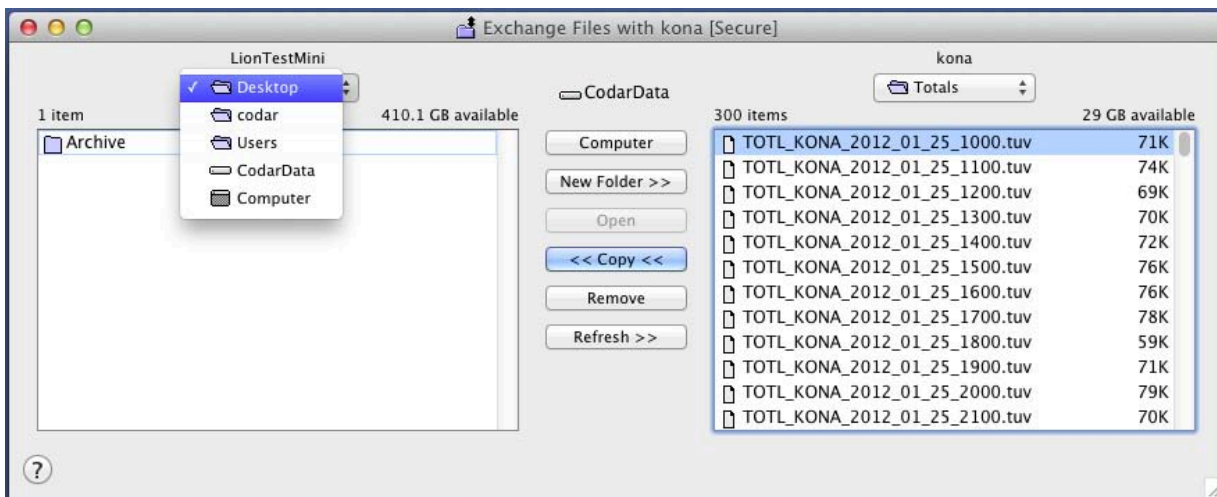 Exchange Files with kona [Secure]
LionTestMini
✓ Desktop
codar
Users
CodarData
Computer
1 item
410.1 GB available
Archive
CodarData
Computer
New Folder >>
Open
<< Copy <<
Remove
Refresh >>
kona
Totals
300 items
29 GB available
TOTL_KONA_2012_01_25_1000.tuv 71K
TOTL_KONA_2012_01_25_1100.tuv 74K
TOTL_KONA_2012_01_25_1200.tuv 69K
TOTL_KONA_2012_01_25_1300.tuv 70K
TOTL_KONA_2012_01_25_1400.tuv 72K
TOTL_KONA_2012_01_25_1500.tuv 76K
TOTL_KONA_2012_01_25_1600.tuv 76K
TOTL_KONA_2012_01_25_1700.tuv 78K
TOTL_KONA_2012_01_25_1800.tuv 59K
TOTL_KONA_2012_01_25_1900.tuv 71K
TOTL_KONA_2012_01_25_2000.tuv 79K
TOTL_KONA_2012_01_25_2100.tuv 70K
?